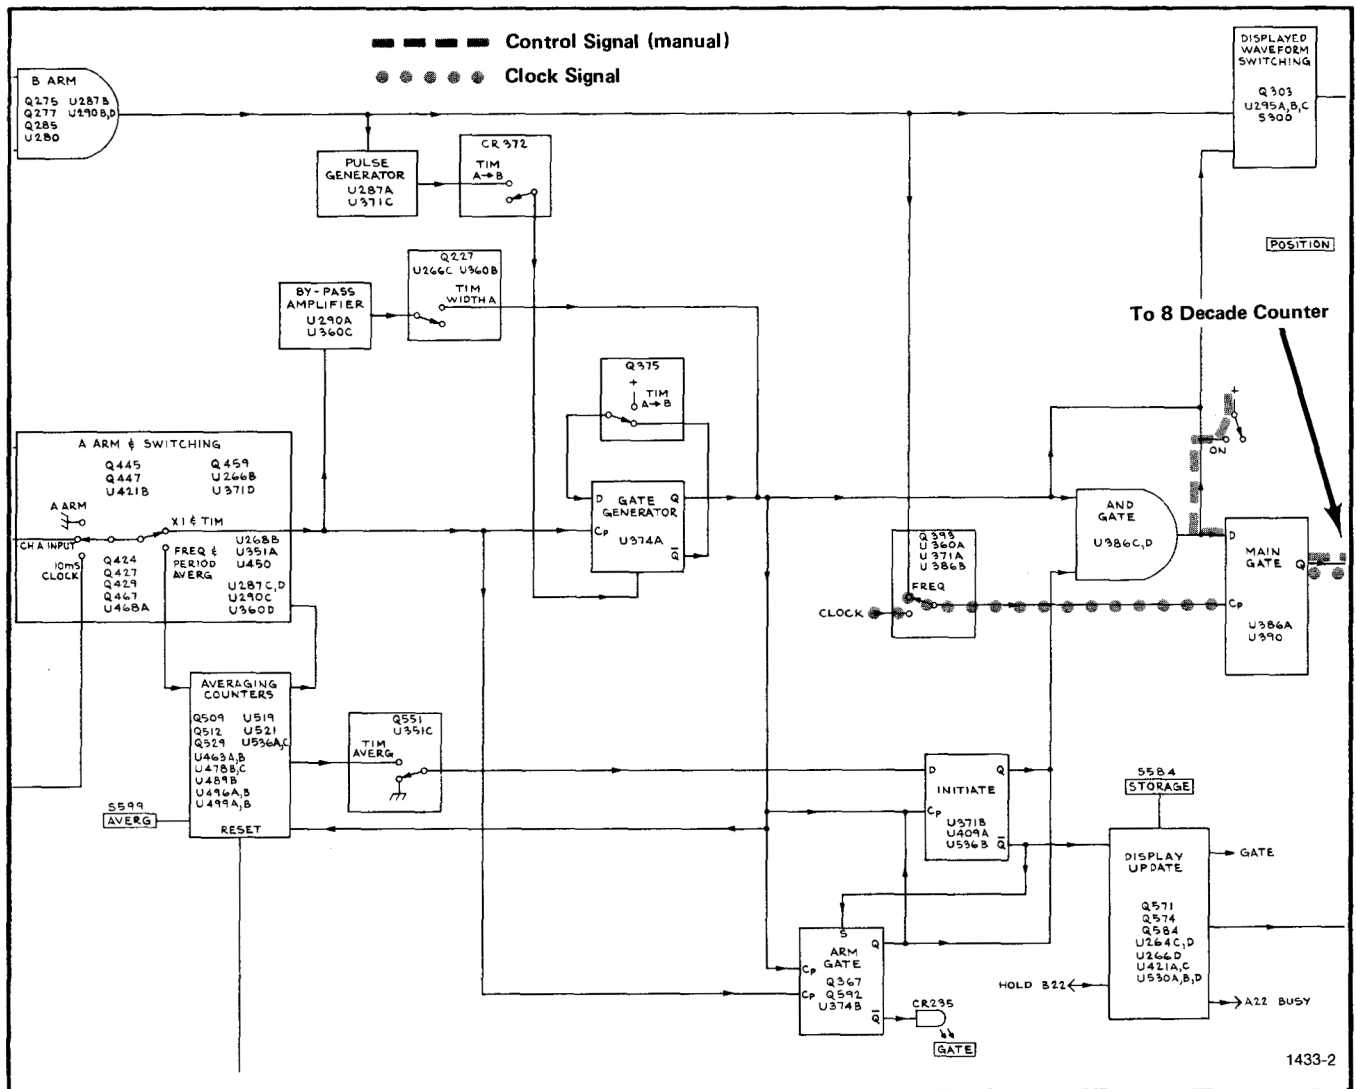 Control Signal (manual)
Clock Signal
B ARM
Q275 U287B
Q277 U290B,D
Q285
U280
DISPLAYED
WAVEFORM
SWITCHING
Q303
U295A,B,C
S300
PULSE
GENERATOR
U287A
U371C
CR372
TIM
A→B
POSITION
Q227
U266C U360B
TIM
WIDTH A
BY-PASS
AMPLIFIER
U290A
U360C
To 8 Decade Counter
Q375
+
TIM
A→B
+
ON
A ARM & SWITCHING
Q445 Q459
Q447 U266B
U421B U371D
A ARM
X1 & TIM
CH A INPUT
10mS
CLOCK
FREQ &
PERIOD
AVERG
Q424
Q427
Q429
Q467
U468A
U268B
U351A
U450
U287C,D
U290C
U360D
D GATE Q
GENERATOR
Cp
U374A
Q̅
AND
GATE
U386C,D
Q393
U360A
U371A
U386B
FREQ
CLOCK
D
MAIN
GATE
Q
Cp
U386A
U390
AVERAGING
COUNTERS
Q509 U519
Q512 U521
Q529 U536A,C
U463A,B
U478B,C
U489B
U496A,B
U499A,B
RESET
S599
AVERG
Q551
U351C
TIM
AVERG
D Q
INITIATE
Cp
U371B
U409A
U536B
Q̅
S584
STORAGE
DISPLAY
UPDATE
Q571
Q574
Q584
U264C,D
U266D
U421A,C
U530A,B,D
GATE
HOLD B22
A22 BUSY
S
ARM
GATE
Q
Cp
Cp
Q367
Q592
U374B
Q̅
CR235
GATE
1433-2